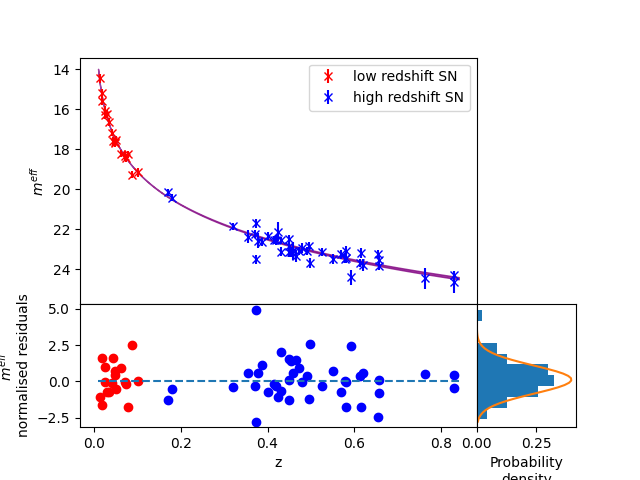 low redshift SN
high redshift SN
14
16
18
20
22
24
m^{eff}
5.0
2.5
0.0
−2.5
m^{eff}
normalised residuals
0.0
0.2
0.4
0.6
0.8
z
0.00
0.25
Probability
density